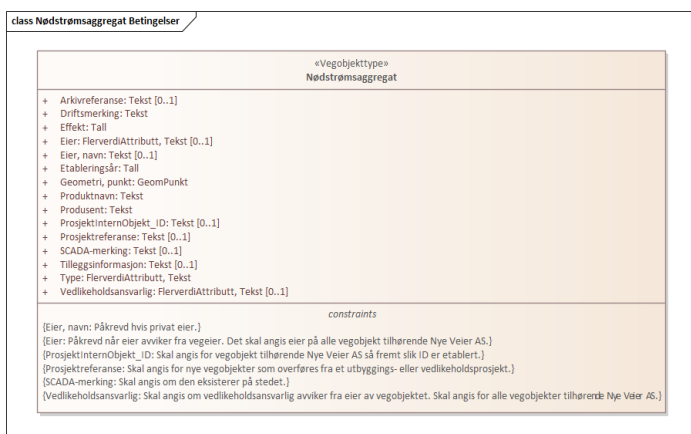 class Nødstrømsaggregat Betingelser
«Vegobjekttype»
Nødstrømsaggregat
+ Arkivreferanse: Tekst [0..1]
+ Driftsmerking: Tekst
+ Effekt: Tall
+ Eier: FlerverdiAttributt, Tekst [0..1]
+ Eier, navn: Tekst [0..1]
+ Etableringsår: Tall
+ Geometri, punkt: GeomPunkt
+ Produktnavn: Tekst
+ Produsent: Tekst
+ ProsjektInternObjekt_ID: Tekst [0..1]
+ Prosjektreferanse: Tekst [0..1]
+ SCADA-merking: Tekst [0..1]
+ Tilleggsinformasjon: Tekst [0..1]
+ Type: FlerverdiAttributt, Tekst
+ Vedlikeholdsansvarlig: FlerverdiAttributt, Tekst [0..1]
constraints
{Eier, navn: Påkrevd hvis privat eier.}
{Eier: Påkrevd når eier avviker fra vegeier. Det skal angis eier på alle vegobjekt tilhørende Nye Veier AS.}
{ProsjektInternObjekt_ID: Skal angis for vegobjekt tilhørende Nye Veier AS så fremt slik ID er etablert.}
{Prosjektreferanse: Skal angis for nye vegobjekter som overføres fra et utbyggings- eller vedlikeholdsprosjekt.}
{SCADA-merking: Skal angis om den eksisterer på stedet.}
{Vedlikeholdsansvarlig: Skal angis om vedlikeholdsansvarlig avviker fra eier av vegobjektet. Skal angis for alle vegobjekter tilhørende Nye Veier AS.}